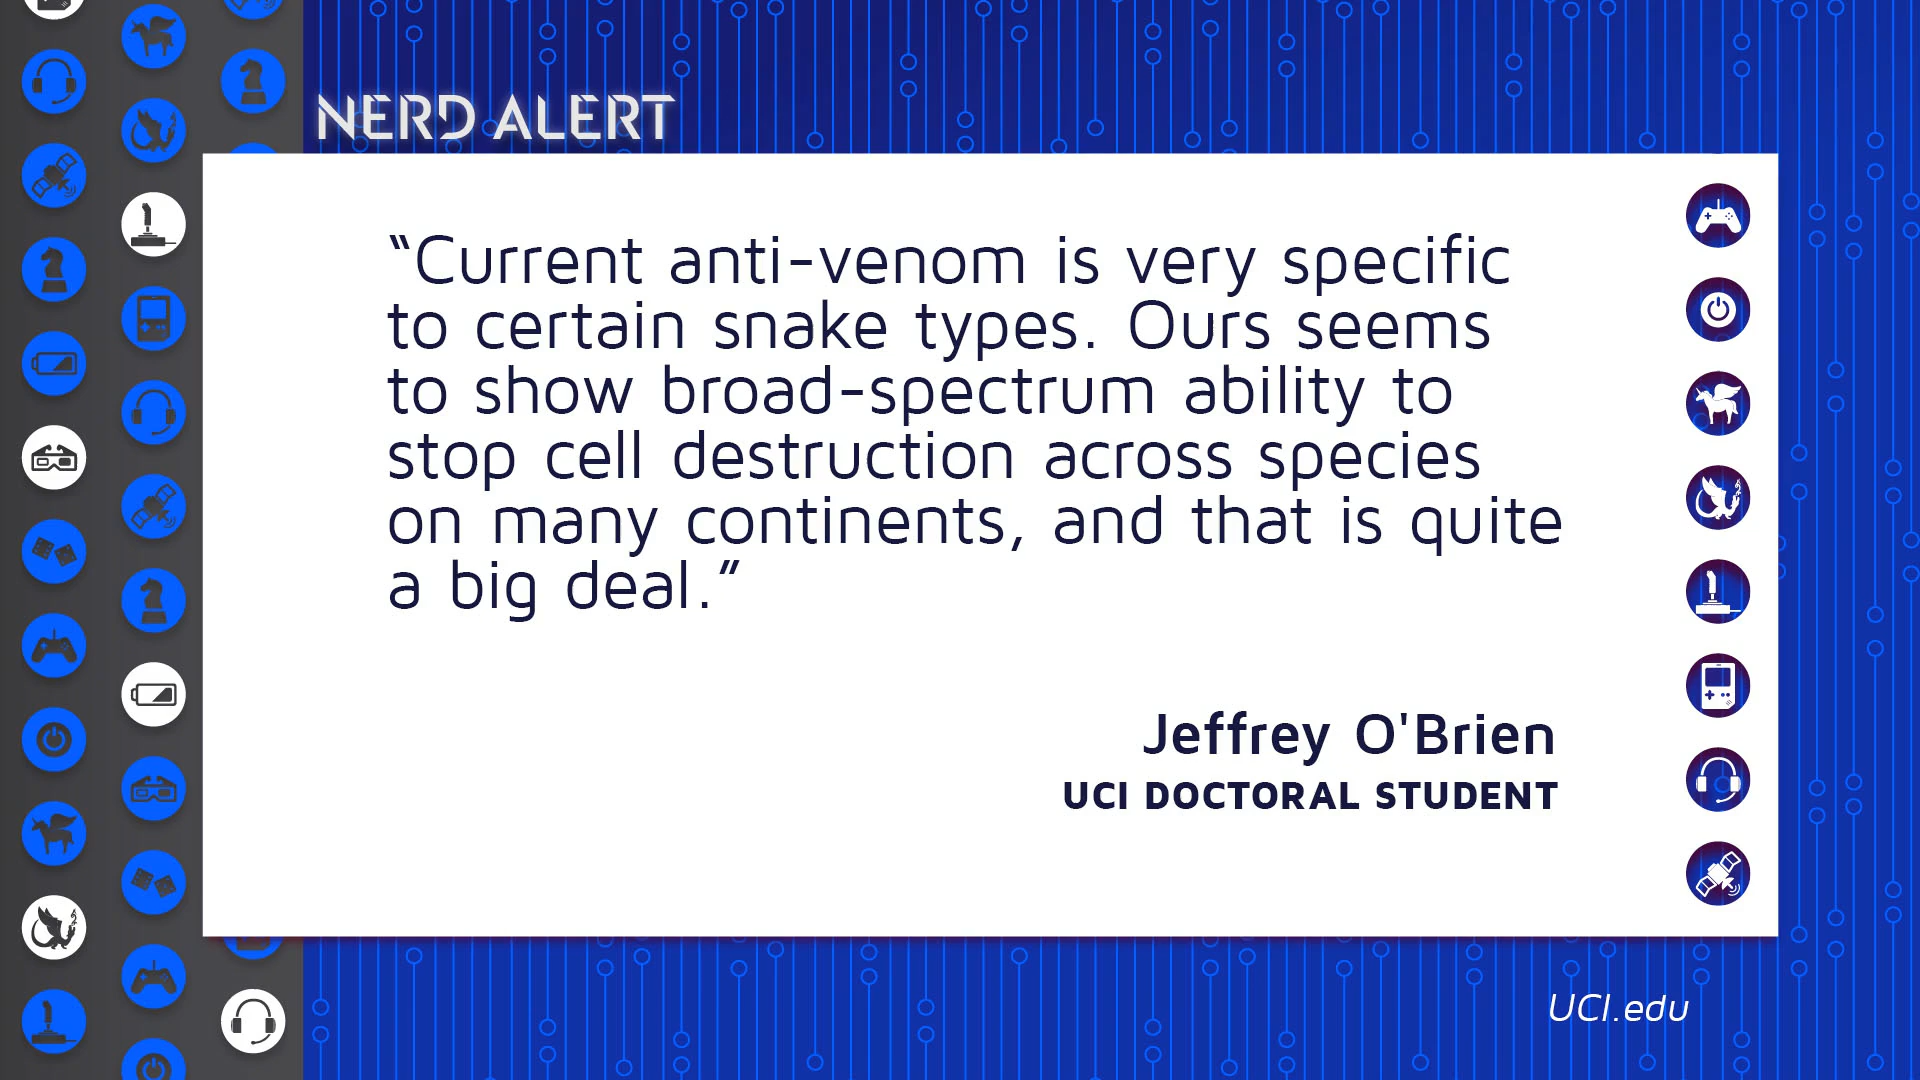 NERD ALERT
“Current anti-venom is very specific
to certain snake types. Ours seems
to show broad-spectrum ability to
stop cell destruction across species
on many continents, and that is quite
a big deal.”
Jeffrey O'Brien
UCI DOCTORAL STUDENT
UCI.edu